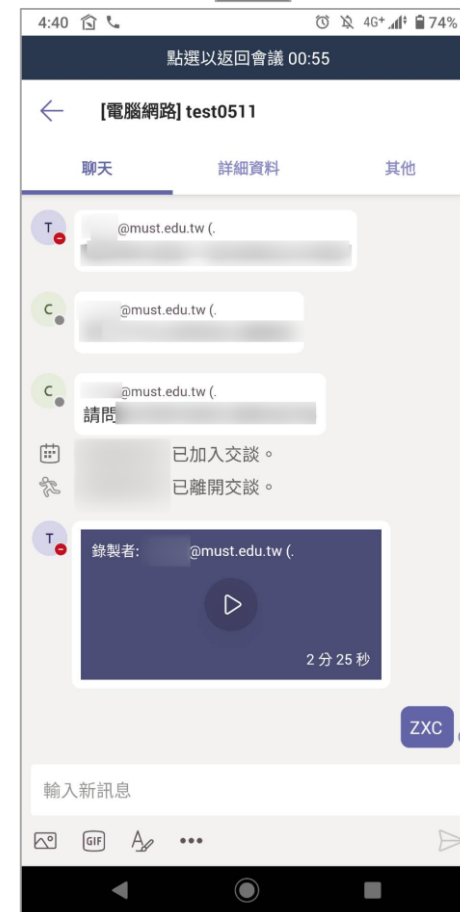 4:40 4G+ 74%
點選以返回會議 00:55
[電腦網路] test0511
聊天 詳細資料 其他
T @must.edu.tw (.
C @must.edu.tw (.
C @must.edu.tw (.
請問
已加入交談。
已離開交談。
T
錄製者: @must.edu.tw (.
2 分 25 秒
ZXC
輸入新訊息
GIF A